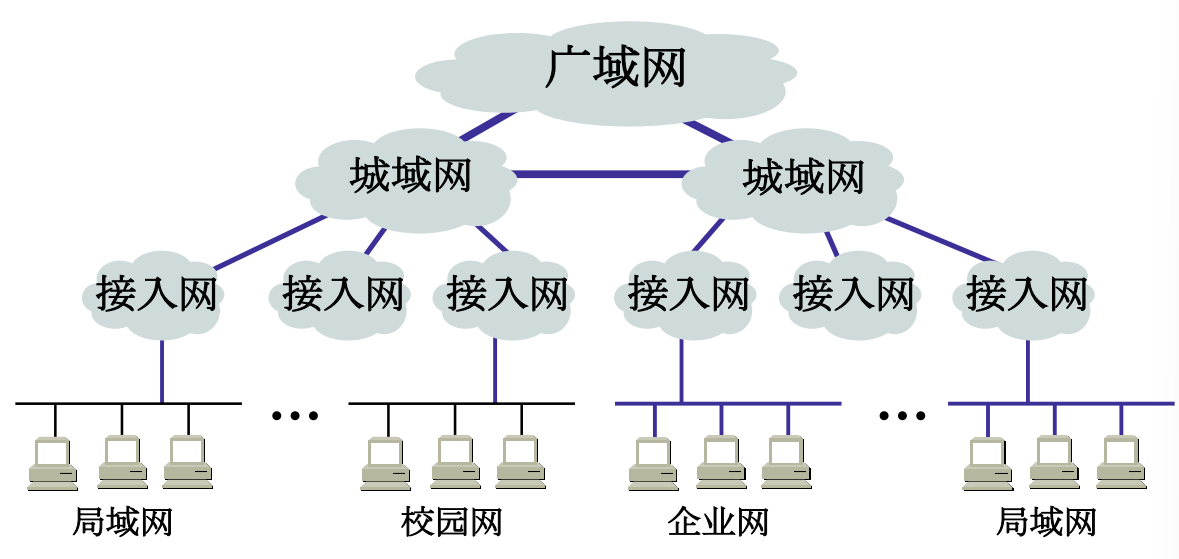 广域网
城域网 城域网
接入网 接入网 接入网 接入网 接入网 接入网
... ...
局域网 校园网 企业网 局域网